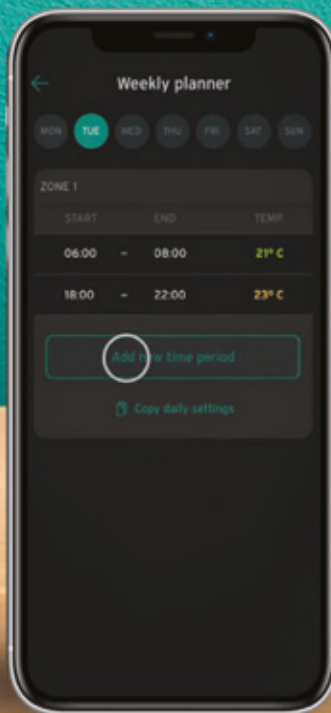 Weekly planner
MON TUE WED THU FRI SAT SUN
ZONE 1
START END TEMP.
06:00 – 08:00 21° C
18:00 – 22:00 23° C
Add new time period
Copy daily settings